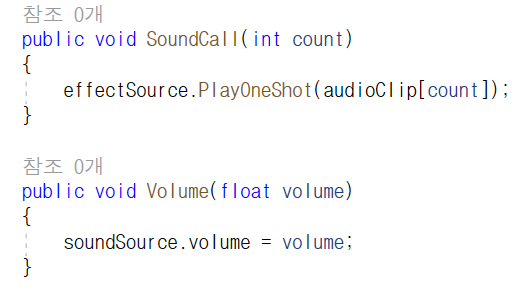 참조 0개
public void SoundCall(int count)
{
    effectSource.PlayOneShot(audioClip[count]);
}
참조 0개
public void Volume(float volume)
{
    soundSource.volume = volume;
}